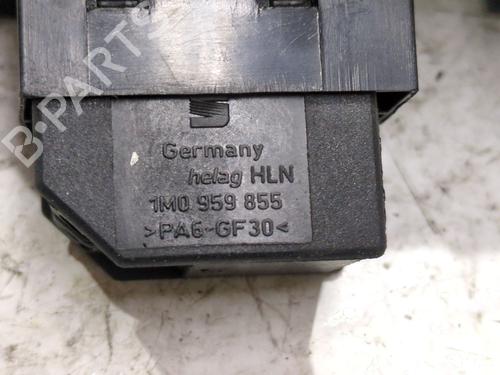 B-PARTS
Germany
helag HLN
1M0 959 855
>PA6-GF30<